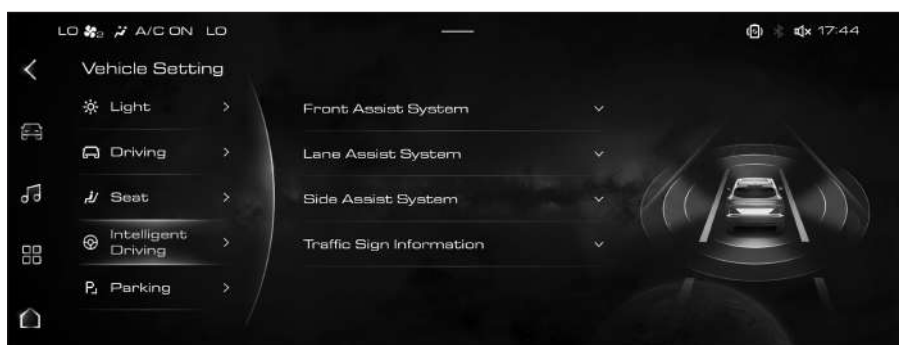 LO 2 A/C ON LO
17:44
Vehicle Setting
Light
Driving
Seat
Intelligent
Driving
Parking
Front Assist System
Lane Assist System
Side Assist System
Traffic Sign Information